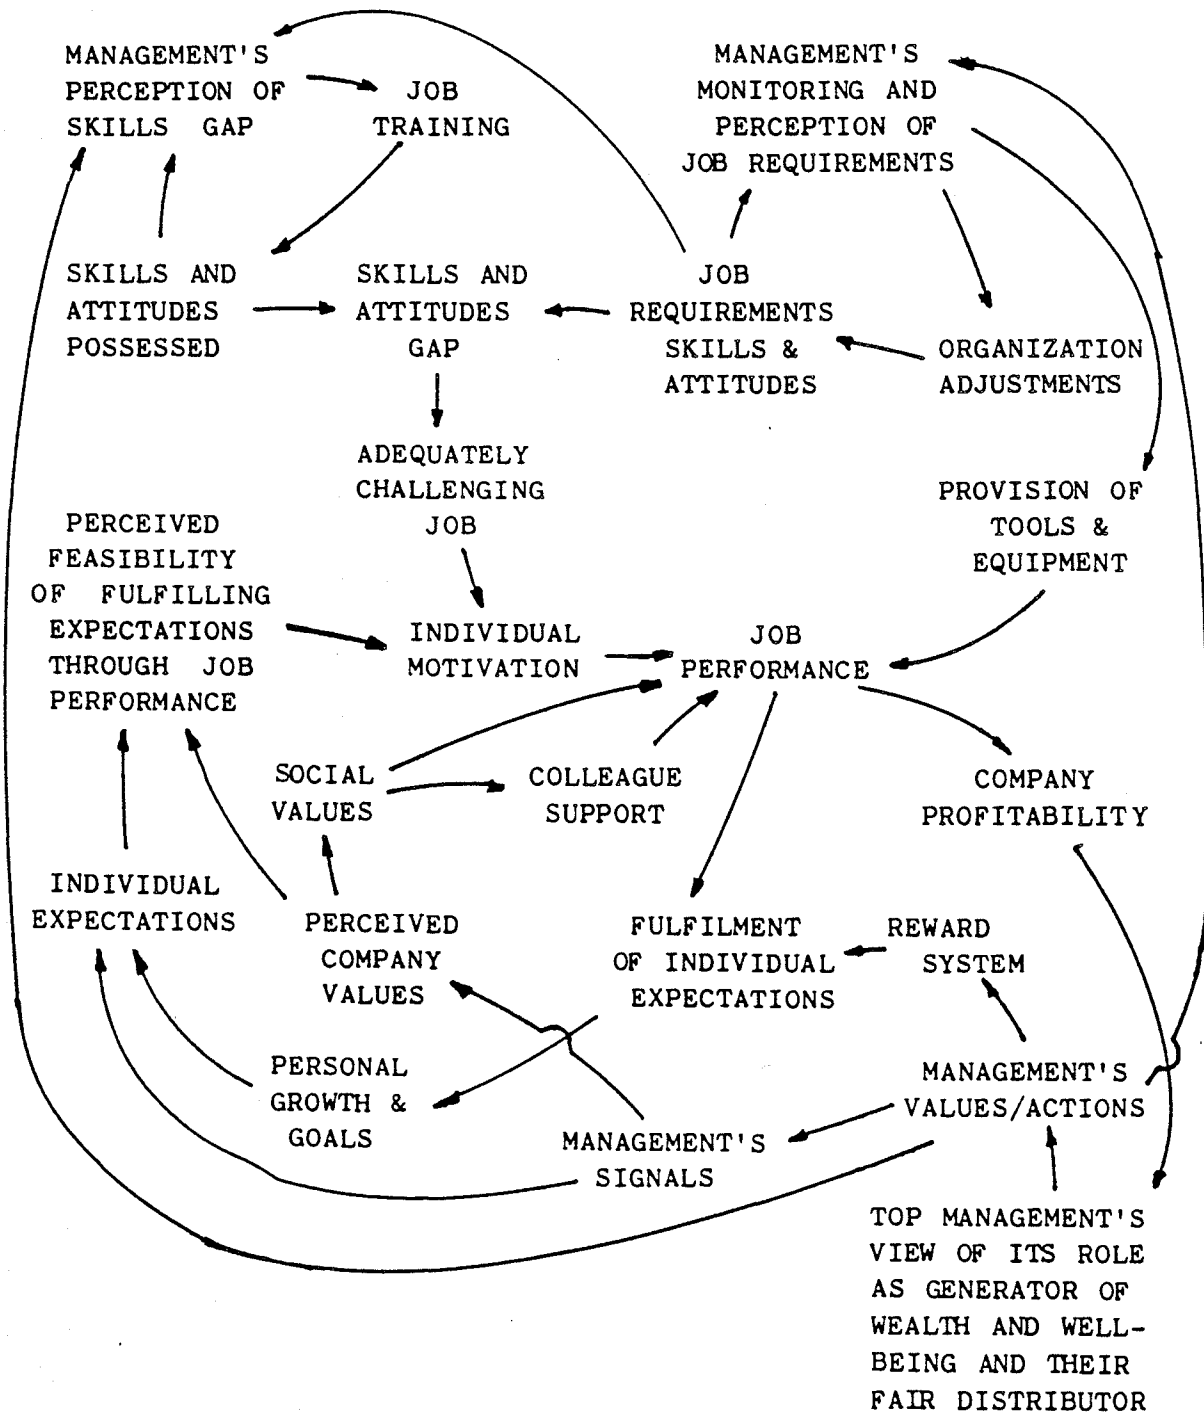 MANAGEMENT'S
PERCEPTION OF
SKILLS GAP
JOB
TRAINING
MANAGEMENT'S
MONITORING AND
PERCEPTION OF
JOB REQUIREMENTS
SKILLS AND
ATTITUDES
POSSESSED
SKILLS AND
ATTITUDES
GAP
JOB
REQUIREMENTS
SKILLS &
ATTITUDES
ORGANIZATION
ADJUSTMENTS
ADEQUATELY
CHALLENGING
JOB
PROVISION OF
TOOLS &
EQUIPMENT
PERCEIVED
FEASIBILITY
OF FULFILLING
EXPECTATIONS
THROUGH JOB
PERFORMANCE
INDIVIDUAL
MOTIVATION
JOB
PERFORMANCE
SOCIAL
VALUES
COLLEAGUE
SUPPORT
COMPANY
PROFITABILITY
INDIVIDUAL
EXPECTATIONS
PERCEIVED
COMPANY
VALUES
FULFILMENT
OF INDIVIDUAL
EXPECTATIONS
REWARD
SYSTEM
PERSONAL
GROWTH &
GOALS
MANAGEMENT'S
SIGNALS
MANAGEMENT'S
VALUES/ACTIONS
TOP MANAGEMENT'S
VIEW OF ITS ROLE
AS GENERATOR OF
WEALTH AND WELL-
BEING AND THEIR
FAIR DISTRIBUTOR